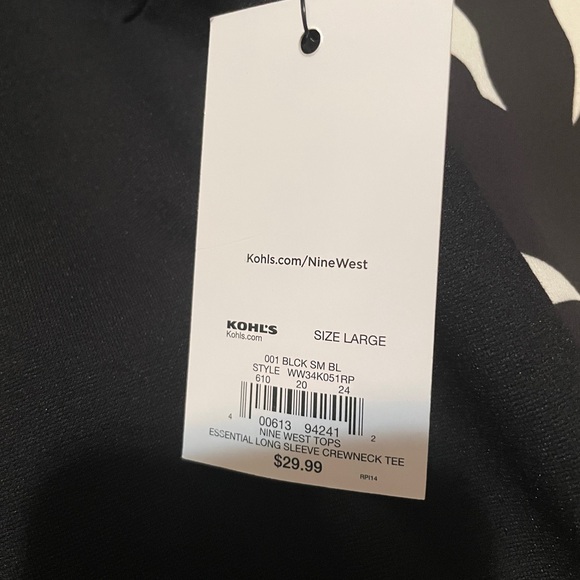 Kohls.com/NineWest
KOHL'S
Kohls.com
SIZE LARGE
001 BLCK SM BL
STYLE WW34K051RP
610 20 24
4 00613 94241 2
NINE WEST TOPS
ESSENTIAL LONG SLEEVE CREWNECK TEE
$29.99
RPI14